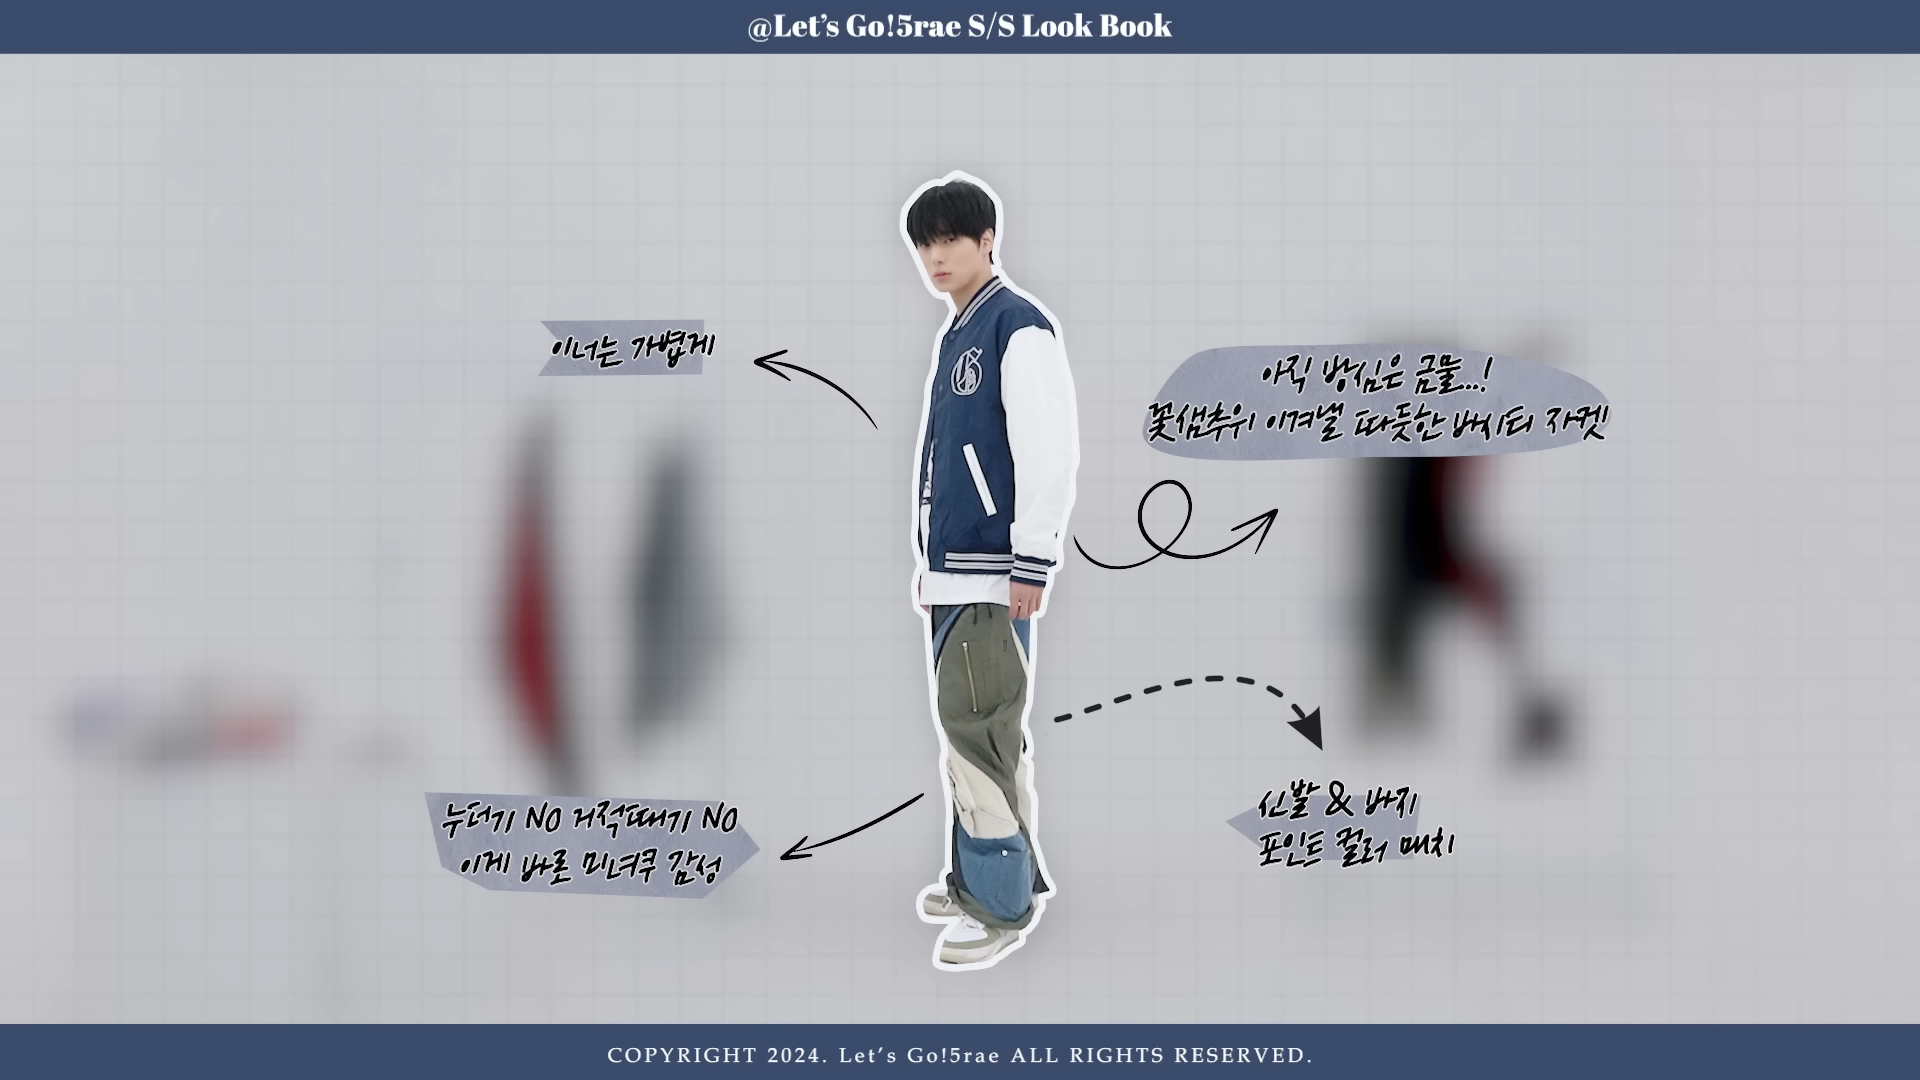 @Let's Go!5rae S/S Look Book
이너는 가볍게
아직 방심은 금물...!
꽃샘추위 이겨낼 따듯한 바시티 자켓
누더기 NO 거적때기 NO
이게 바로 미녀쿠 감성
신발 & 바지
포인트 컬러 매치
G
COPYRIGHT 2024. Let's Go!5rae ALL RIGHTS RESERVED.